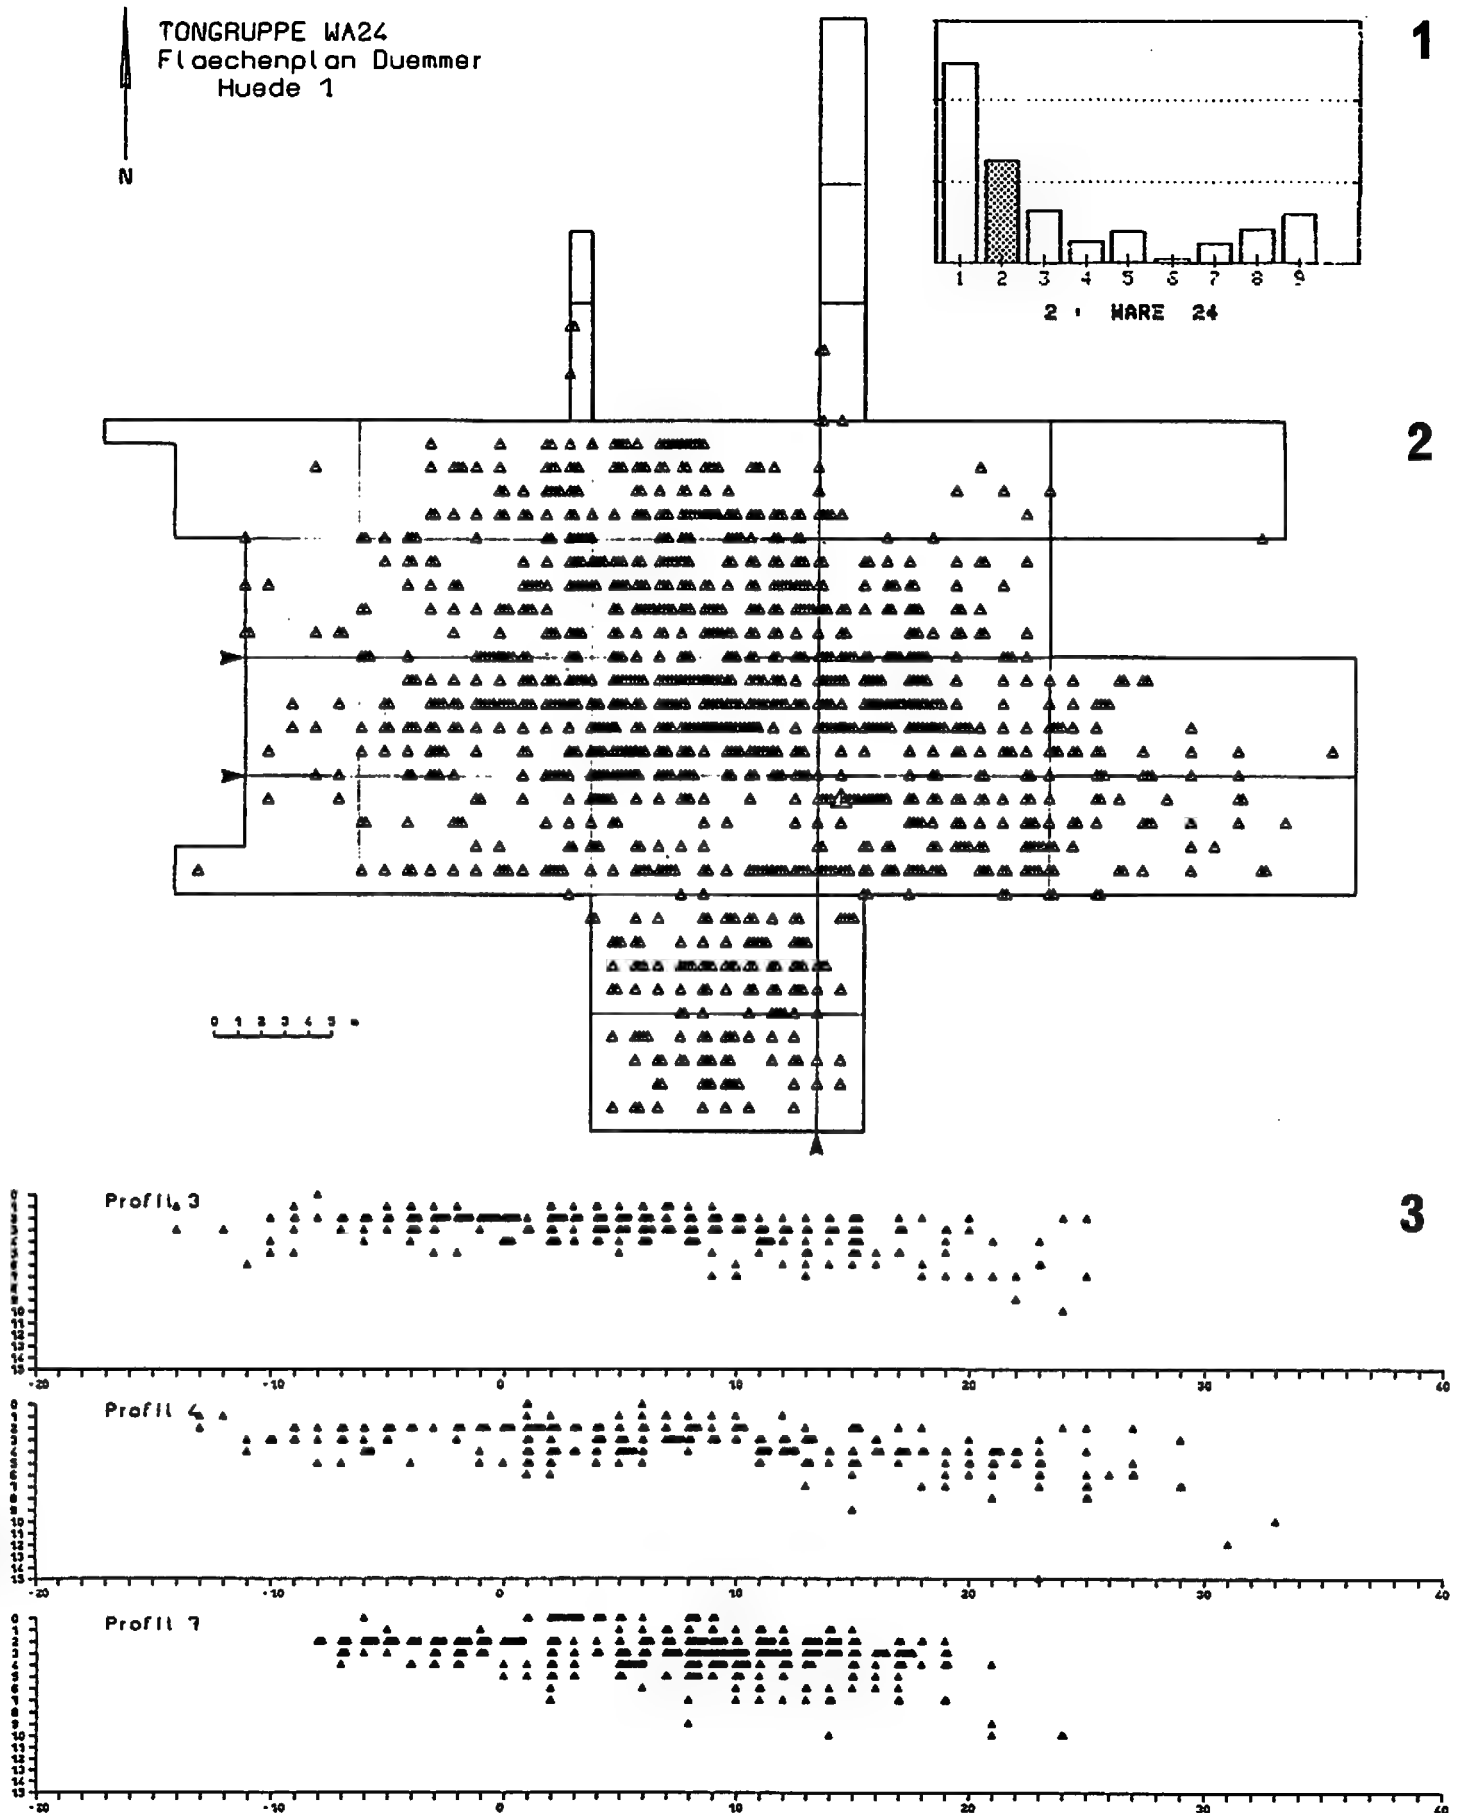 TONGRUPPE WA24
Flaechenplan Duemmer
Huede 1
N
1
1 2 3 4 5 6 7 8 9
2 : WARE 24
2
0 1 2 3 4 5 m
3
Profil 3
-20 -10 0 10 20 30 40
Profil 4
-20 -10 0 10 20 30 40
Profil 7
-20 -10 0 10 20 30 40